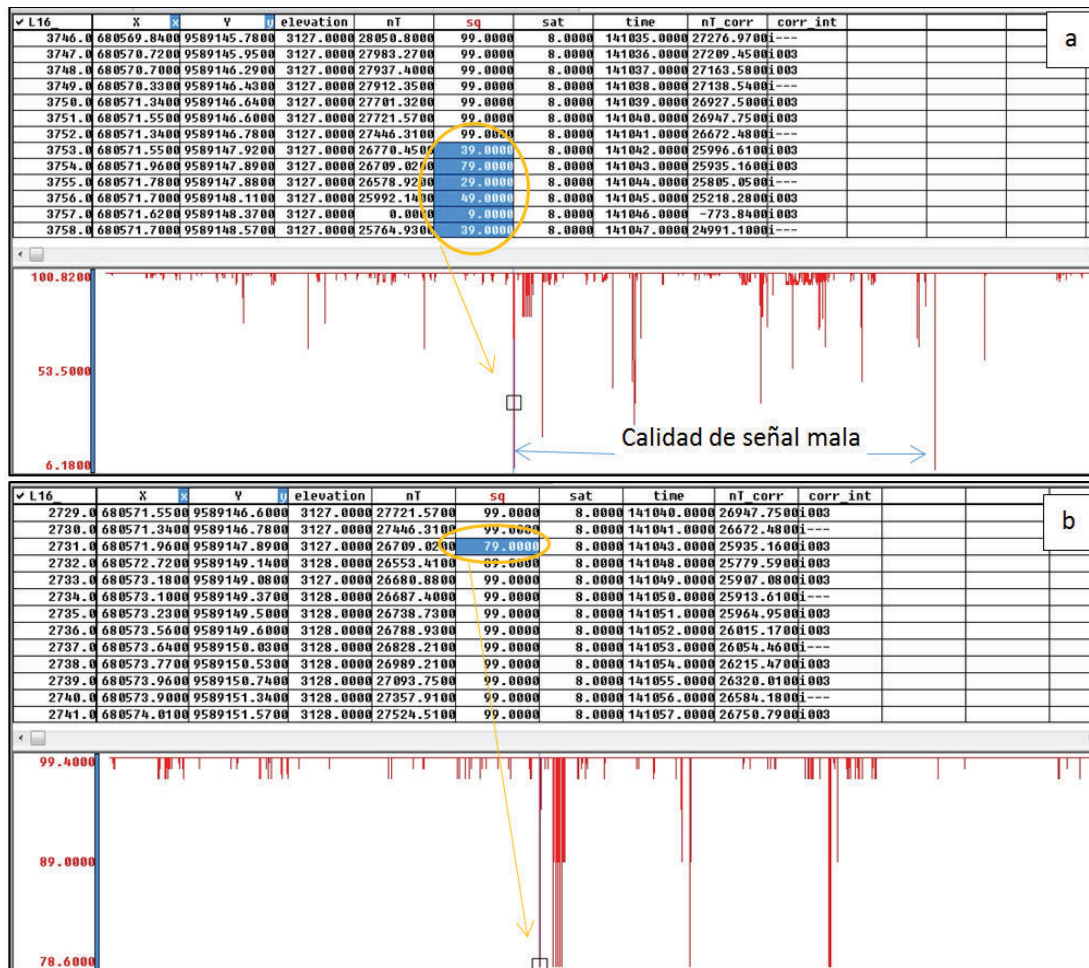 ✓ L16_ X x Y y elevation nT sq sat time nT_corr corr_int
a
3746.0 680569.8400 9589145.7800 3127.0000 28050.8000 99.0000 8.0000 141035.0000 27276.9700 i---
3747.0 680570.7200 9589145.9500 3127.0000 27983.2700 99.0000 8.0000 141036.0000 27209.4500 i003
3748.0 680570.7000 9589146.2900 3127.0000 27937.4000 99.0000 8.0000 141037.0000 27163.5800 i003
3749.0 680570.3300 9589146.4300 3127.0000 27912.3500 99.0000 8.0000 141038.0000 27138.5400 i---
3750.0 680571.3400 9589146.6400 3127.0000 27701.3200 99.0000 8.0000 141039.0000 26927.5000 i003
3751.0 680571.5500 9589146.6000 3127.0000 27721.5700 99.0000 8.0000 141040.0000 26947.7500 i003
3752.0 680571.3400 9589146.7800 3127.0000 27446.3100 99.0000 8.0000 141041.0000 26672.4800 i---
3753.0 680571.5500 9589147.9200 3127.0000 26770.4500 39.0000 8.0000 141042.0000 25996.6100 i003
3754.0 680571.9600 9589147.8900 3127.0000 26709.0200 79.0000 8.0000 141043.0000 25935.1600 i003
3755.0 680571.7800 9589147.8800 3127.0000 26578.9200 29.0000 8.0000 141044.0000 25805.0500 i---
3756.0 680571.7000 9589148.1100 3127.0000 25992.1400 49.0000 8.0000 141045.0000 25218.2800 i003
3757.0 680571.6200 9589148.3700 3127.0000 0.0000 9.0000 8.0000 141046.0000 -773.8400 i003
3758.0 680571.7000 9589148.5700 3127.0000 25764.9300 39.0000 8.0000 141047.0000 24991.1000 i---
100.8200
53.5000
Calidad de señal mala
6.1800
✓ L16_ X x Y y elevation nT sq sat time nT_corr corr_int
b
2729.0 680571.5500 9589146.6000 3127.0000 27721.5700 99.0000 8.0000 141040.0000 26947.7500 i003
2730.0 680571.3400 9589146.7800 3127.0000 27446.3100 99.0000 8.0000 141041.0000 26672.4800 i---
2731.0 680571.9600 9589147.8900 3127.0000 26709.0200 79.0000 8.0000 141043.0000 25935.1600 i003
2732.0 680572.7200 9589149.1400 3128.0000 26553.4100 89.0000 8.0000 141048.0000 25779.5900 i003
2733.0 680573.1800 9589149.0800 3127.0000 26680.8800 99.0000 8.0000 141049.0000 25907.0800 i003
2734.0 680573.1000 9589149.3700 3128.0000 26687.4000 99.0000 8.0000 141050.0000 25913.6100 i---
2735.0 680573.2300 9589149.5000 3128.0000 26738.7300 99.0000 8.0000 141051.0000 25964.9500 i003
2736.0 680573.5600 9589149.6000 3128.0000 26788.9300 99.0000 8.0000 141052.0000 26015.1700 i003
2737.0 680573.6400 9589150.0300 3128.0000 26828.2100 99.0000 8.0000 141053.0000 26054.4600 i---
2738.0 680573.7700 9589150.5300 3128.0000 26989.2100 99.0000 8.0000 141054.0000 26215.4700 i003
2739.0 680573.9600 9589150.7400 3128.0000 27093.7500 99.0000 8.0000 141055.0000 26320.0100 i003
2740.0 680573.9000 9589151.3400 3128.0000 27357.9100 99.0000 8.0000 141056.0000 26584.1800 i---
2741.0 680574.0100 9589151.5700 3128.0000 27524.5100 99.0000 8.0000 141057.0000 26750.7900 i003
99.4000
89.0000
78.6000